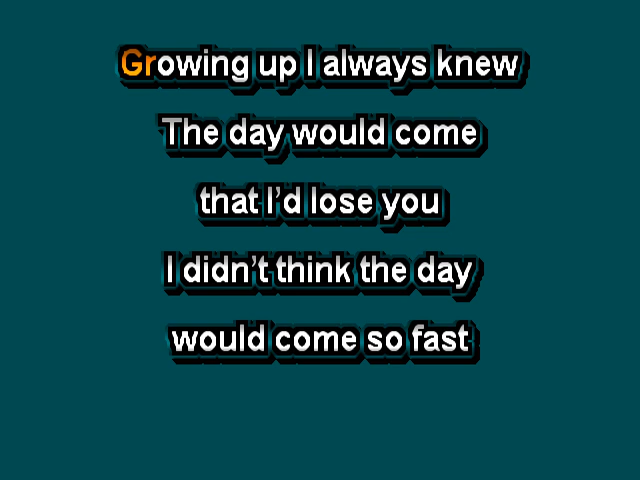 Growing up I always knew
The day would come
that I’d lose you
I didn’t think the day
would come so fast